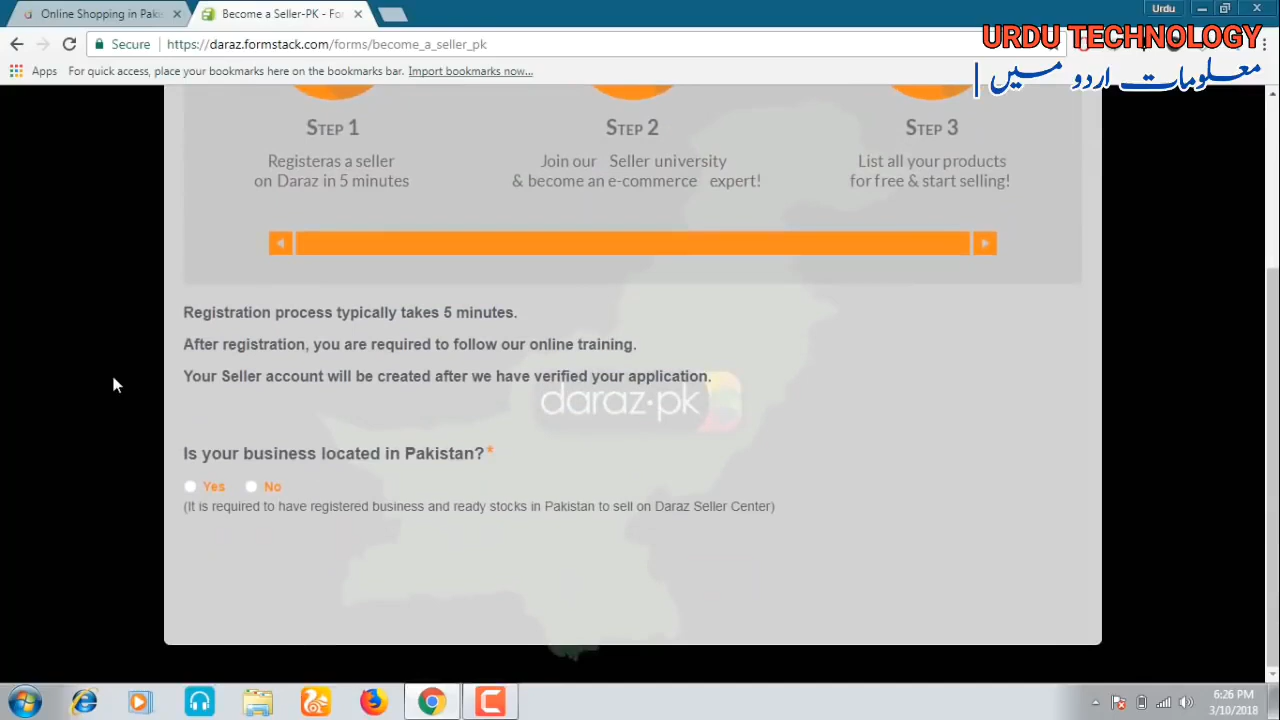 Online Shopping in Paki
Become a Seller-PK - Fo
Urdu
Secure
https://daraz.formstack.com/forms/become_a_seller_pk
URDU TECHNOLOGY
Apps
For quick access, place your bookmarks here on the bookmarks bar. Import bookmarks now...
معلومات اردو میں |
STEP 1
STEP 2
STEP 3
Registeras a seller
on Daraz in 5 minutes
Join our Seller university
& become an e-commerce expert!
List all your products
for free & start selling!
Registration process typically takes 5 minutes.
After registration, you are required to follow our online training.
Your Seller account will be created after we have verified your application.
daraz.pk
Is your business located in Pakistan?*
Yes
No
(It is required to have registered business and ready stocks in Pakistan to sell on Daraz Seller Center)
6:26 PM
3/10/2018